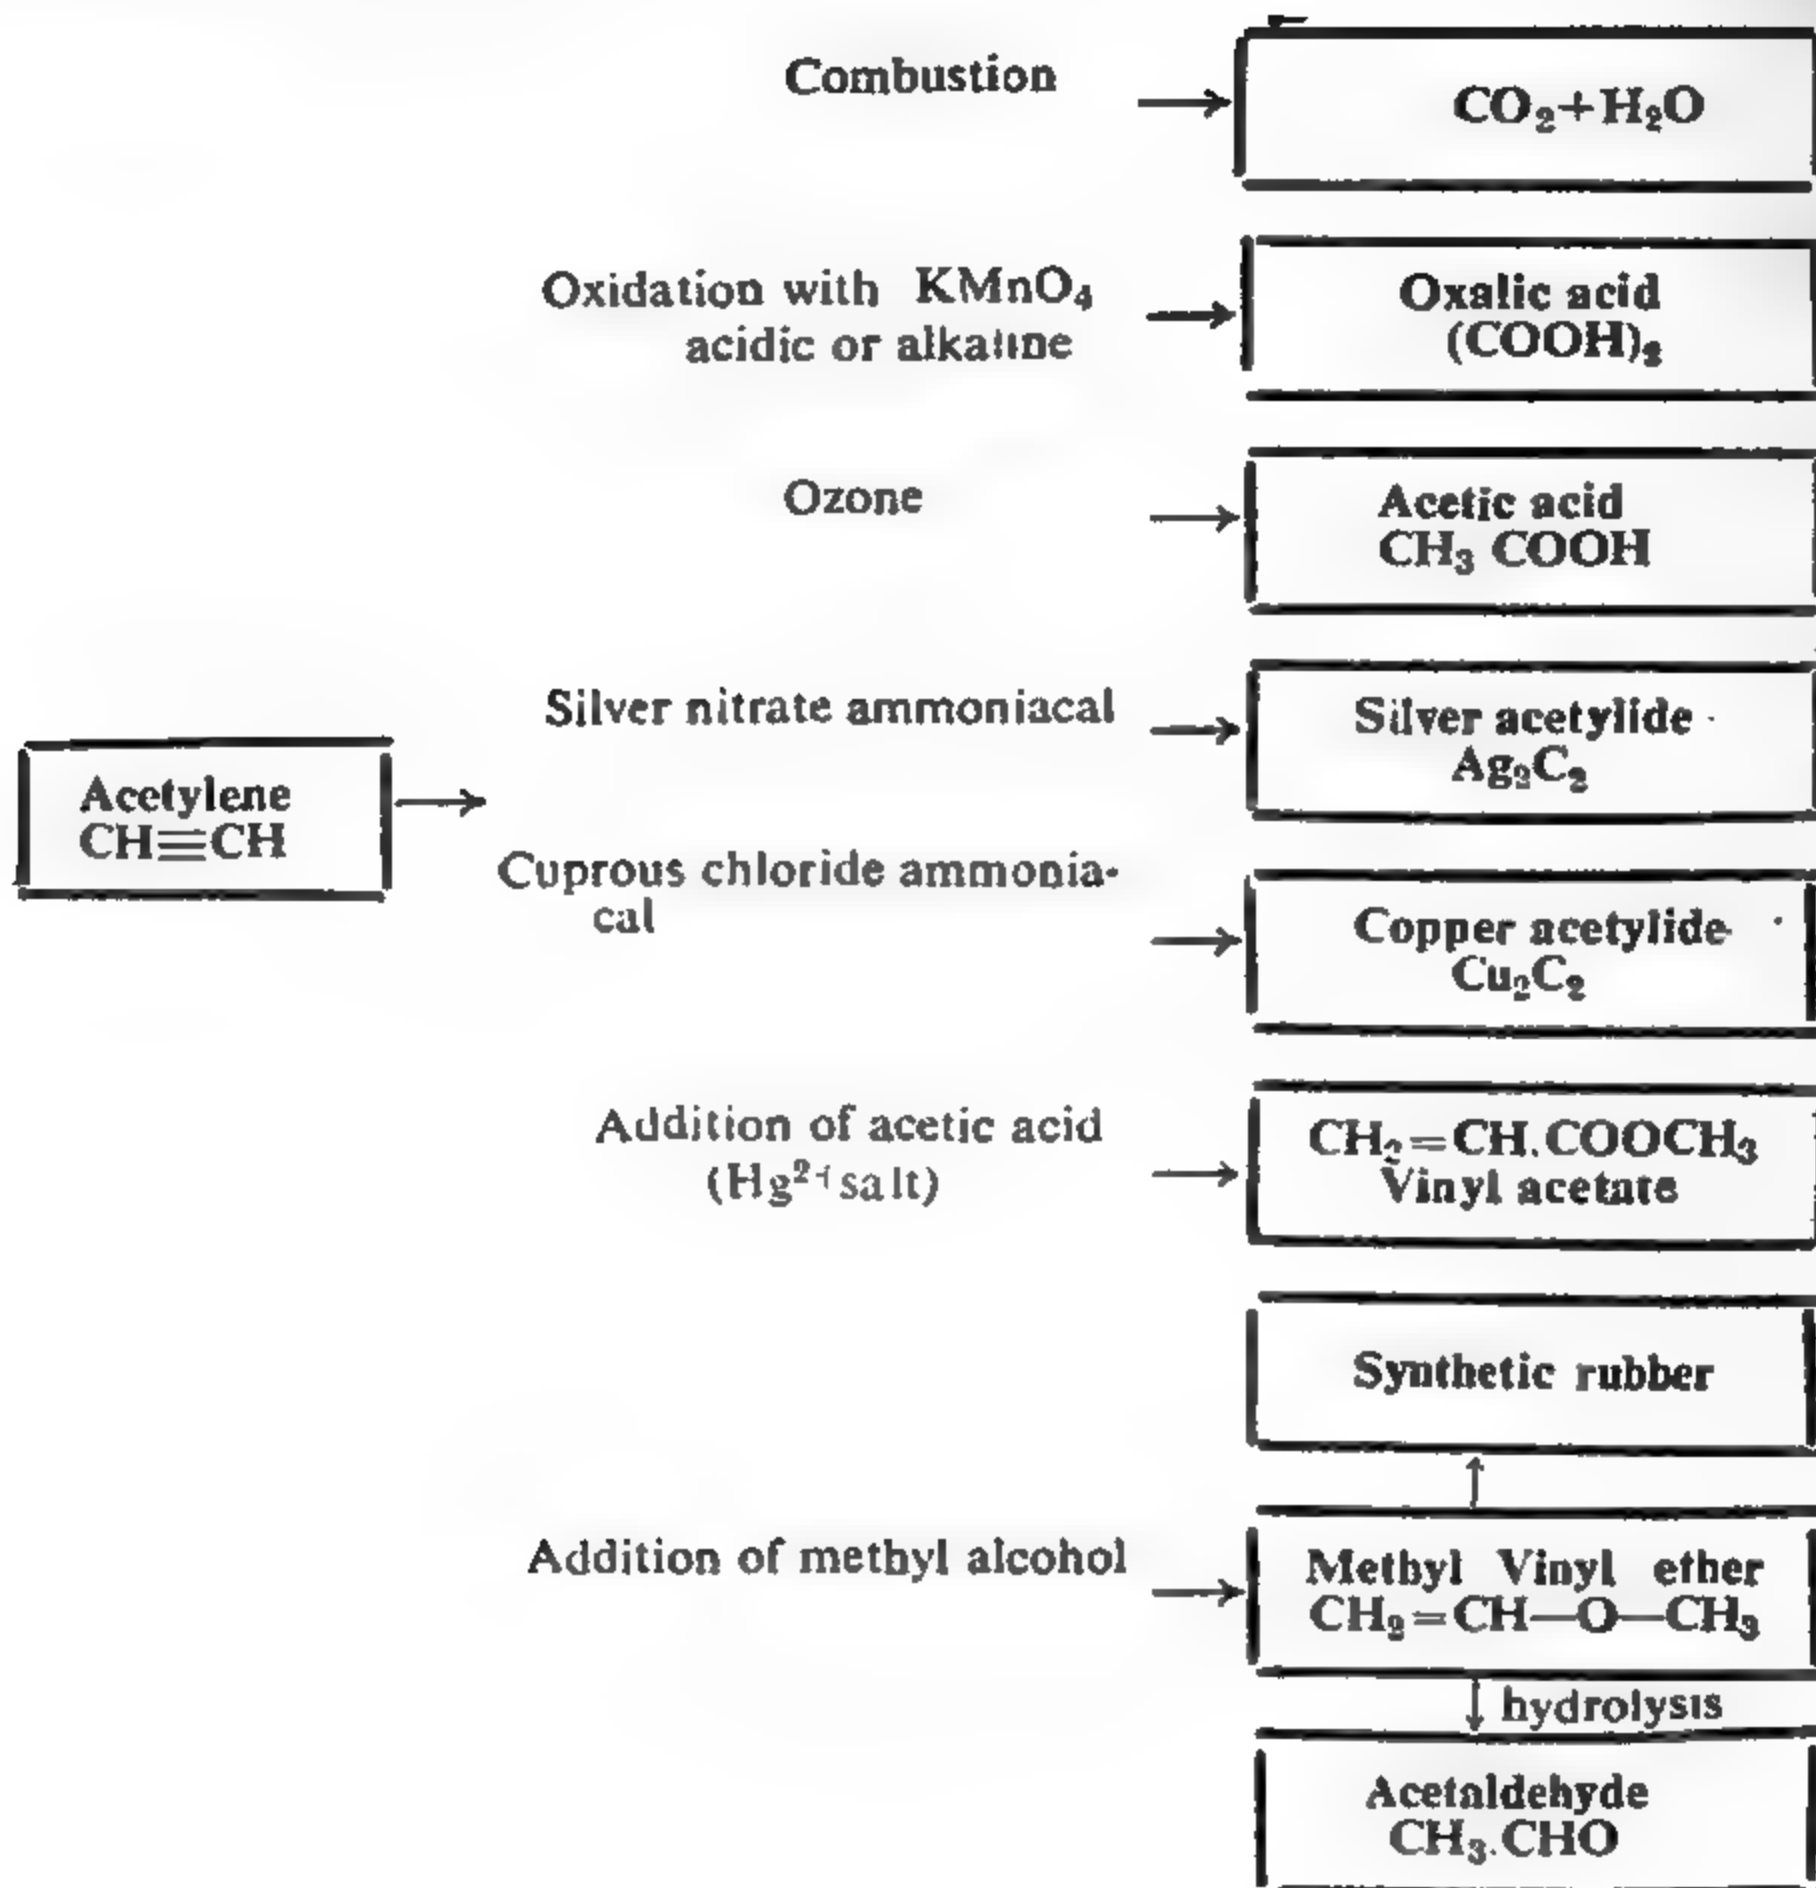 Combustion
CO₂+H₂O
Oxidation with KMnO₄
acidic or alkaline
Oxalic acid
(COOH)₂
Ozone
Acetic acid
CH₃ COOH
Silver nitrate ammoniacal
Silver acetylide
Ag₂C₂
Acetylene
CH≡CH
Cuprous chloride ammonia-
cal
Copper acetylide
Cu₂C₂
Addition of acetic acid
(Hg²⁺ salt)
CH₂=CH.COOCH₃
Vinyl acetate
Synthetic rubber
Addition of methyl alcohol
Methyl Vinyl ether
CH₂=CH—O—CH₃
hydrolysis
Acetaldehyde
CH₃.CHO